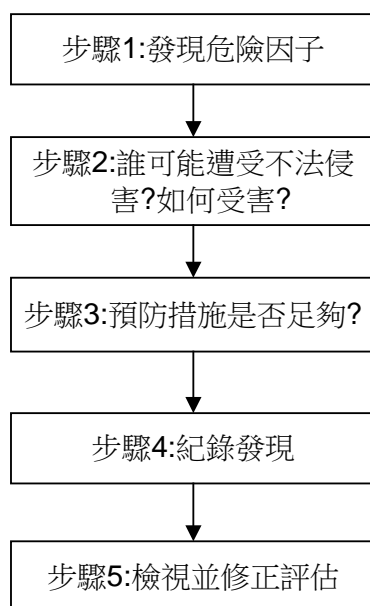 步驟1:發現危險因子
步驟2:誰可能遭受不法侵
害?如何受害?
步驟3:預防措施是否足夠?
步驟4:紀錄發現
步驟5:檢視並修正評估